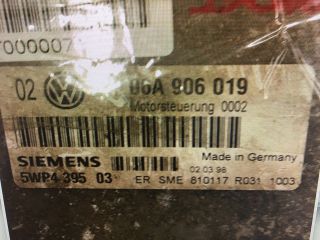 T000007
02 06A 906 019
Motorsteuerung 0002
SIEMENS
Made in Germany
02.03.98
5WP4 395 03 ER SME 810117 R031 1003